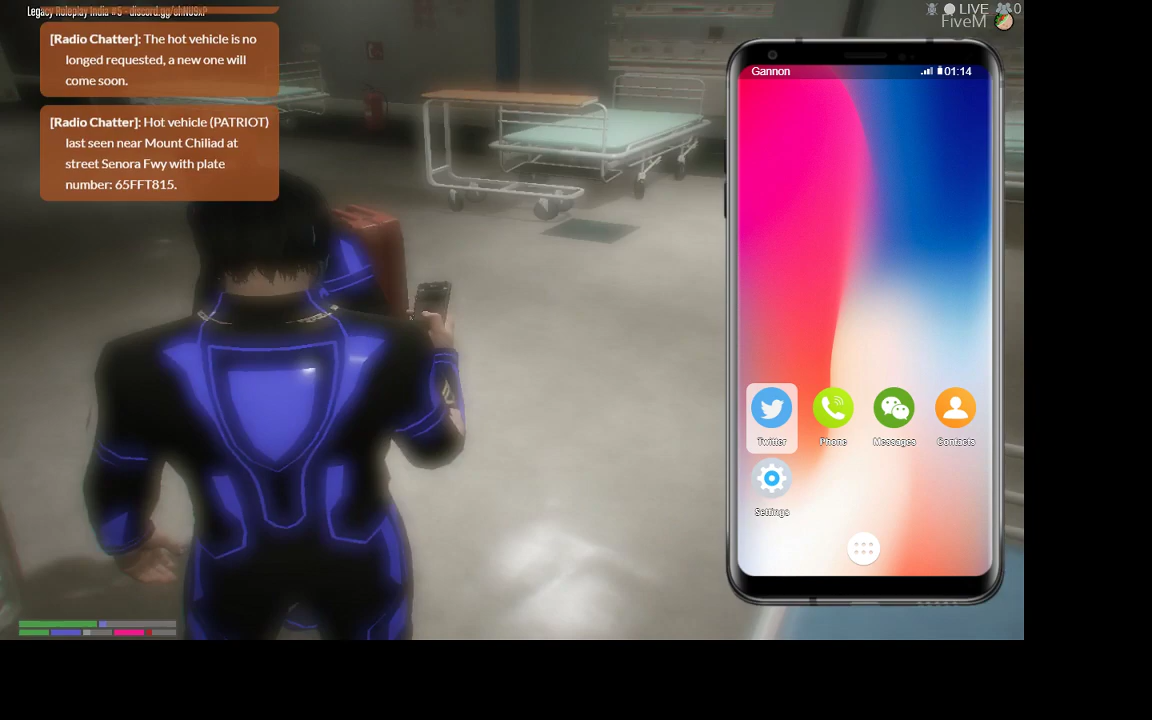 Legacy Roleplay India #5 - discord.gg/
LIVE 0
FiveM
[Radio Chatter]: The hot vehicle is no
longed requested, a new one will
come soon.
[Radio Chatter]: Hot vehicle (PATRIOT)
last seen near Mount Chiliad at
street Senora Fwy with plate
number: 65FFT815.
Gannon 01:14
Twitter Phone Messages Contacts
Settings